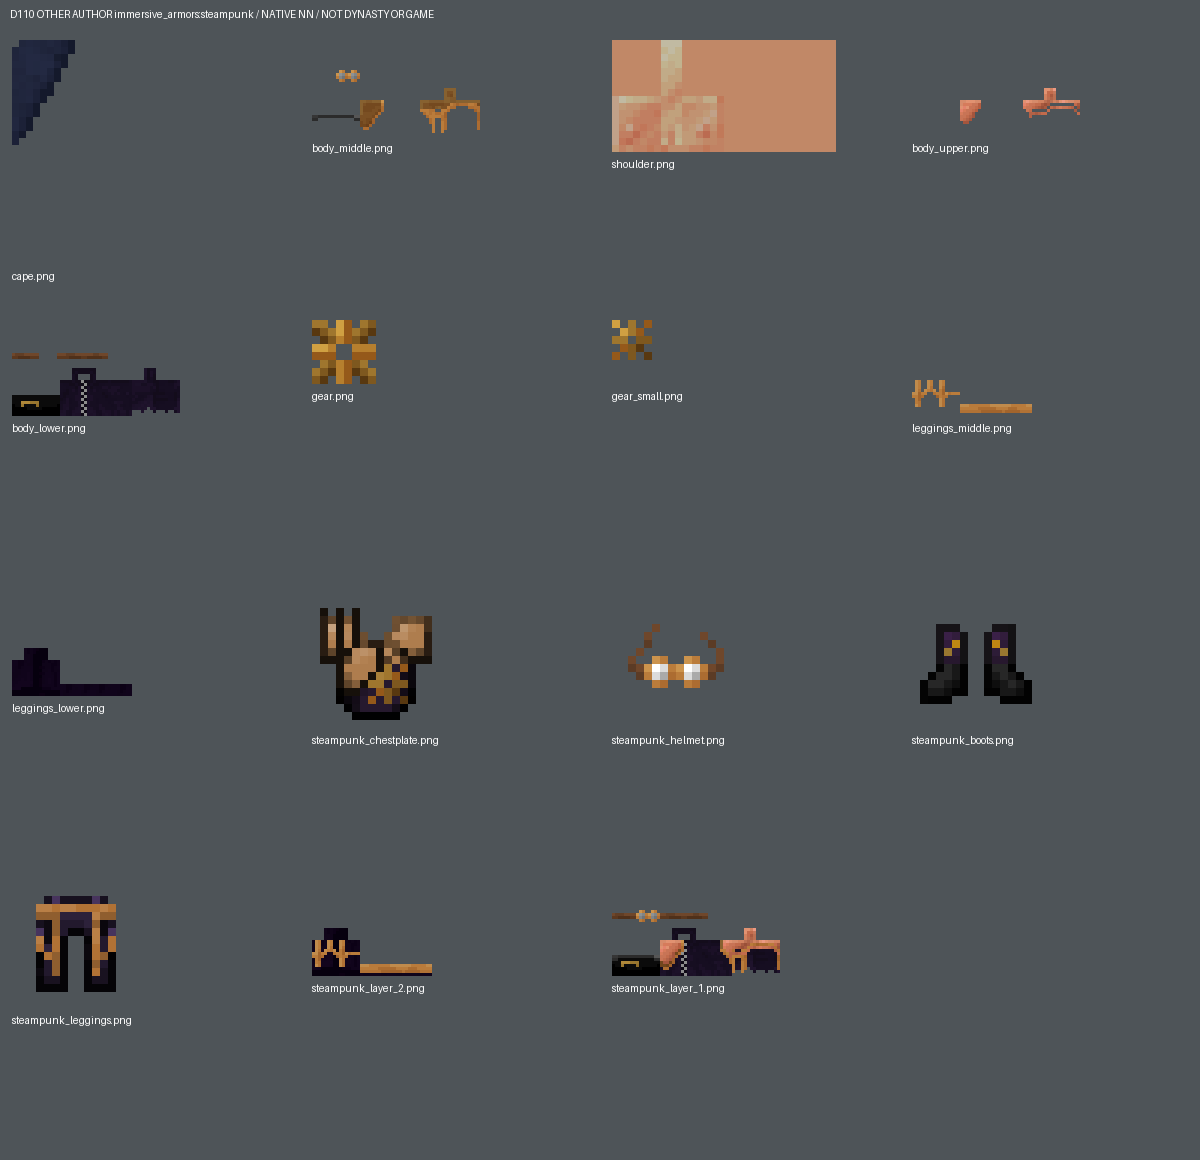 D110 OTHER AUTHOR immersive_armors:steampunk / NATIVE NN / NOT DYNASTY OR GAME
body_middle.png
shoulder.png
body_upper.png
cape.png
body_lower.png
gear.png
gear_small.png
leggings_middle.png
leggings_lower.png
steampunk_chestplate.png
steampunk_helmet.png
steampunk_boots.png
steampunk_leggings.png
steampunk_layer_2.png
steampunk_layer_1.png